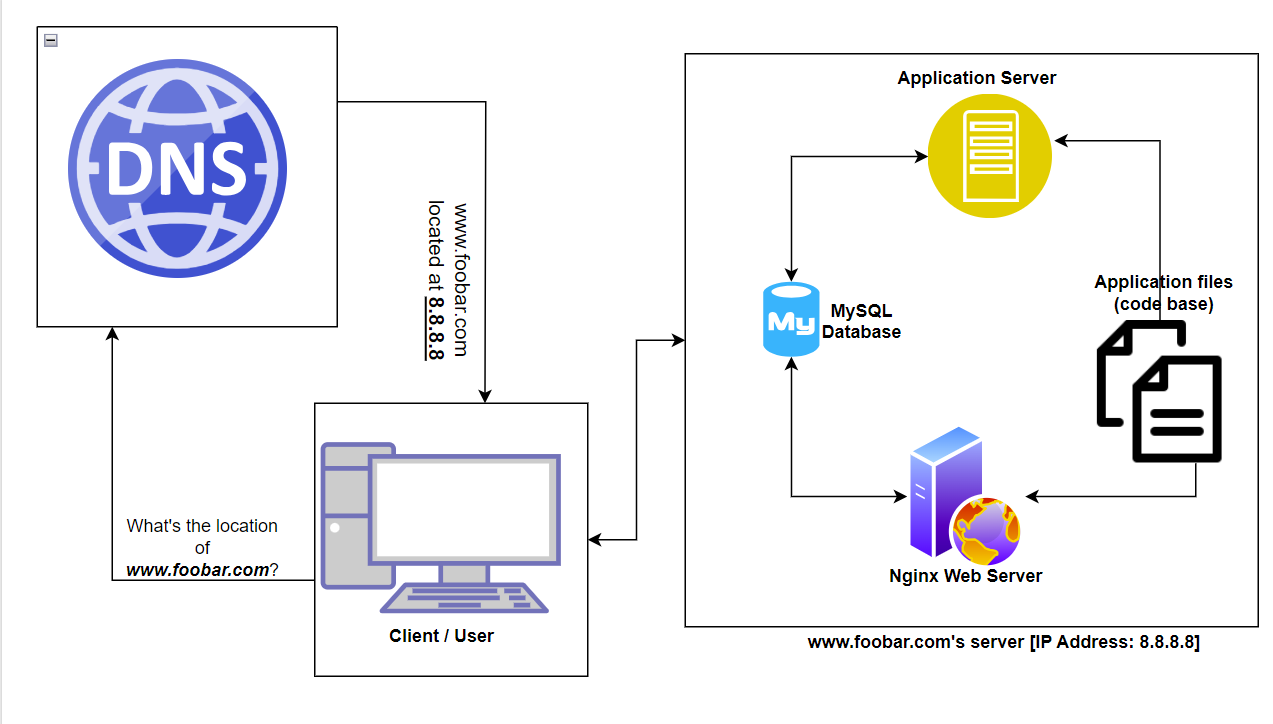 DNS
www.foobar.com
located at 8.8.8.8
What's the location
of
www.foobar.com?
Client / User
Application Server
MySQL
Database
My
Application files
(code base)
Nginx Web Server
www.foobar.com's server [IP Address: 8.8.8.8]